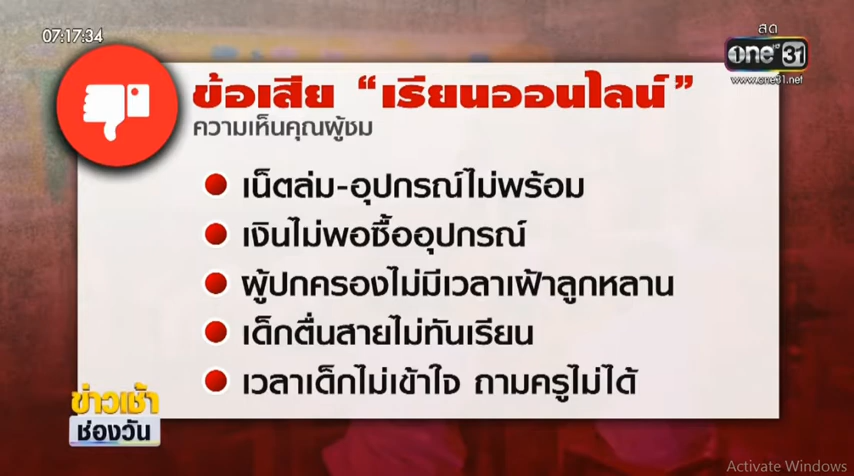 07:17:34
สด
one HD 31
www.one31.net
ข้อเสีย “เรียนออนไลน์”
ความเห็นคุณผู้ชม
เน็ตล่ม-อุปกรณ์ไม่พร้อม
เงินไม่พอซื้ออุปกรณ์
ผู้ปกครองไม่มีเวลาเฝ้าลูกหลาน
เด็กตื่นสายไม่ทันเรียน
เวลาเด็กไม่เข้าใจ ถามครูไม่ได้
ข่าวเช้า
ช่องวัน
Activate Windows